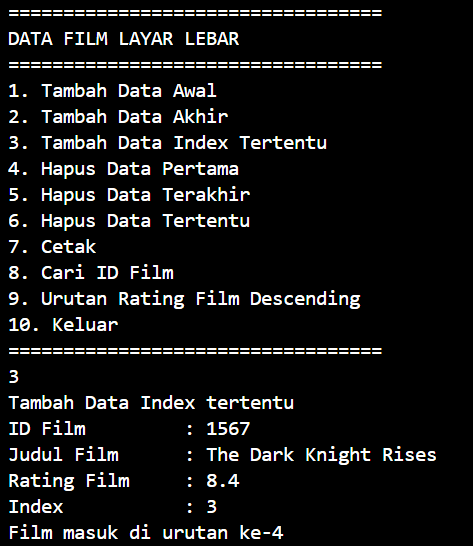 ==================================
DATA FILM LAYAR LEBAR
==================================
1. Tambah Data Awal
2. Tambah Data Akhir
3. Tambah Data Index Tertentu
4. Hapus Data Pertama
5. Hapus Data Terakhir
6. Hapus Data Tertentu
7. Cetak
8. Cari ID Film
9. Urutan Rating Film Descending
10. Keluar
==================================
3
Tambah Data Index tertentu
ID Film         : 1567
Judul Film      : The Dark Knight Rises
Rating Film     : 8.4
Index           : 3
Film masuk di urutan ke-4